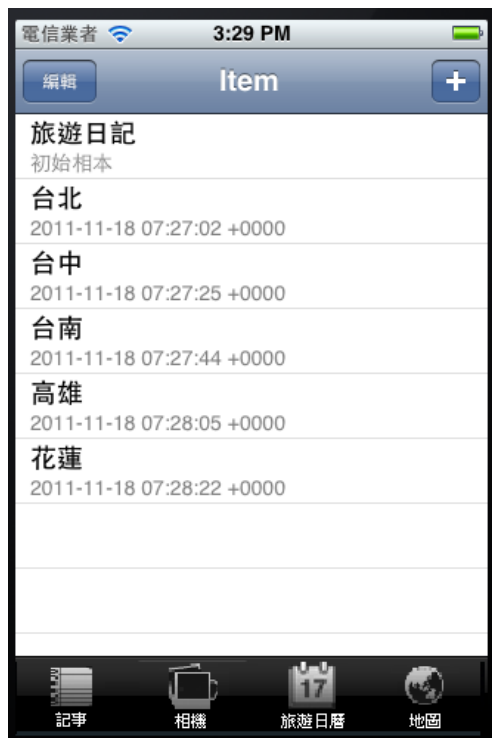 電信業者 3:29 PM
編輯 Item +
旅遊日記
初始相本
台北
2011-11-18 07:27:02 +0000
台中
2011-11-18 07:27:25 +0000
台南
2011-11-18 07:27:44 +0000
高雄
2011-11-18 07:28:05 +0000
花蓮
2011-11-18 07:28:22 +0000
17
記事 相機 旅遊日曆 地圖